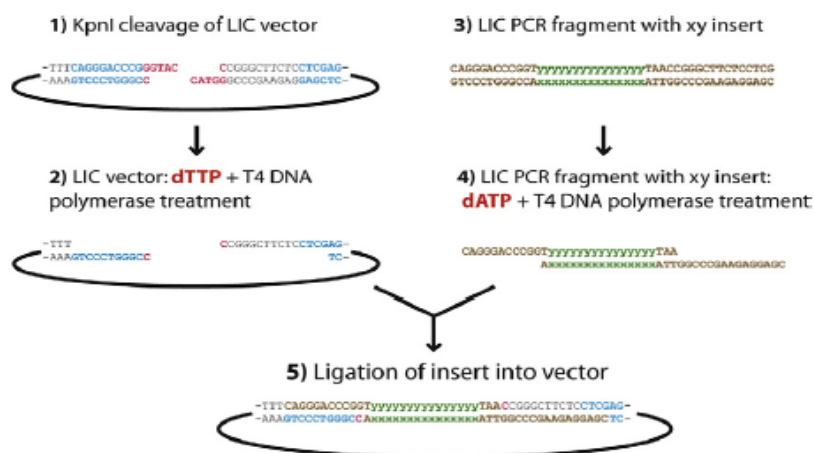 1) KpnI cleavage of LIC vector
-TTTCAGGGACCCGGGTAC CCGGGCTTCTCCTCGAG-
-AAAGTCCCTGGGCC CATGGGCCCGAAGAGGAGCTC-
2) LIC vector: dTTP + T4 DNA
polymerase treatment
-TTT CCGGGCTTCTCCTCGAG-
-AAAGTCCCTGGGCC TC-
3) LIC PCR fragment with xy insert
CAGGGACCCGGTyyyyyyyyyyyyyyyTAACCGGGCTTCTCCTCG
GTCCCTGGGCCAxxxxxxxxxxxxxxxATTGGCCCGAAGAGGAGC
4) LIC PCR fragment with xy insert:
dATP + T4 DNA polymerase treatment:
CAGGGACCCGGTyyyyyyyyyyyyyyyTAA
AxxxxxxxxxxxxxxxATTGGCCCGAAGAGGAGC
5) Ligation of insert into vector
-TTTCAGGGACCCGGTyyyyyyyyyyyyyyyTAACCGGGCTTCTCCTCGAG-
-AAAGTCCCTGGGCCAxxxxxxxxxxxxxxxATTGGCCCGAAGAGGAGCTC-